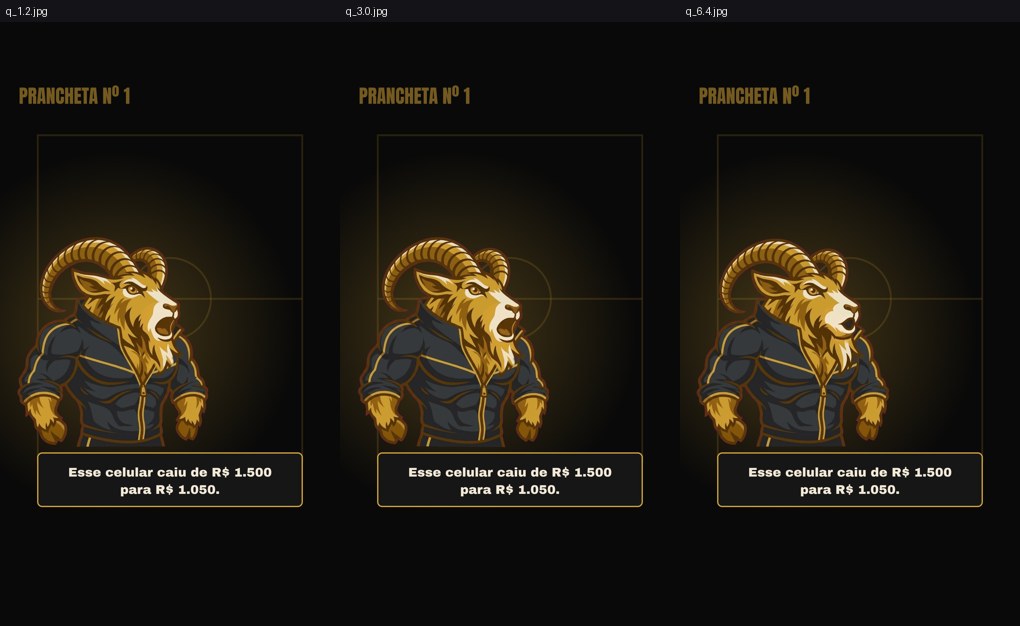 q_1.2.jpg
q_3.0.jpg
q_6.4.jpg
PRANCHETA Nº 1
PRANCHETA Nº 1
PRANCHETA Nº 1
Esse celular caiu de R$ 1.500
para R$ 1.050.
Esse celular caiu de R$ 1.500
para R$ 1.050.
Esse celular caiu de R$ 1.500
para R$ 1.050.